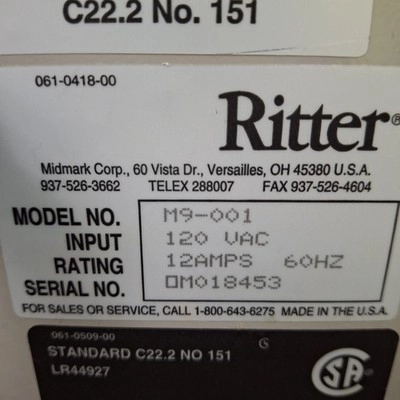 C22.2 No. 151
061-0418-00
Ritter®
Midmark Corp., 60 Vista Dr., Versailles, OH 45380 U.S.A.
937-526-3662 TELEX 288007 FAX 937-526-4604
MODEL NO. M9-001
INPUT 120 VAC
RATING 12AMPS 60HZ
SERIAL NO. OM018453
FOR SALES OR SERVICE, CALL 1-800-643-6275 MADE IN THE U.S.A.
061-0509-00
STANDARD C22.2 NO 151
LR44927
SA®